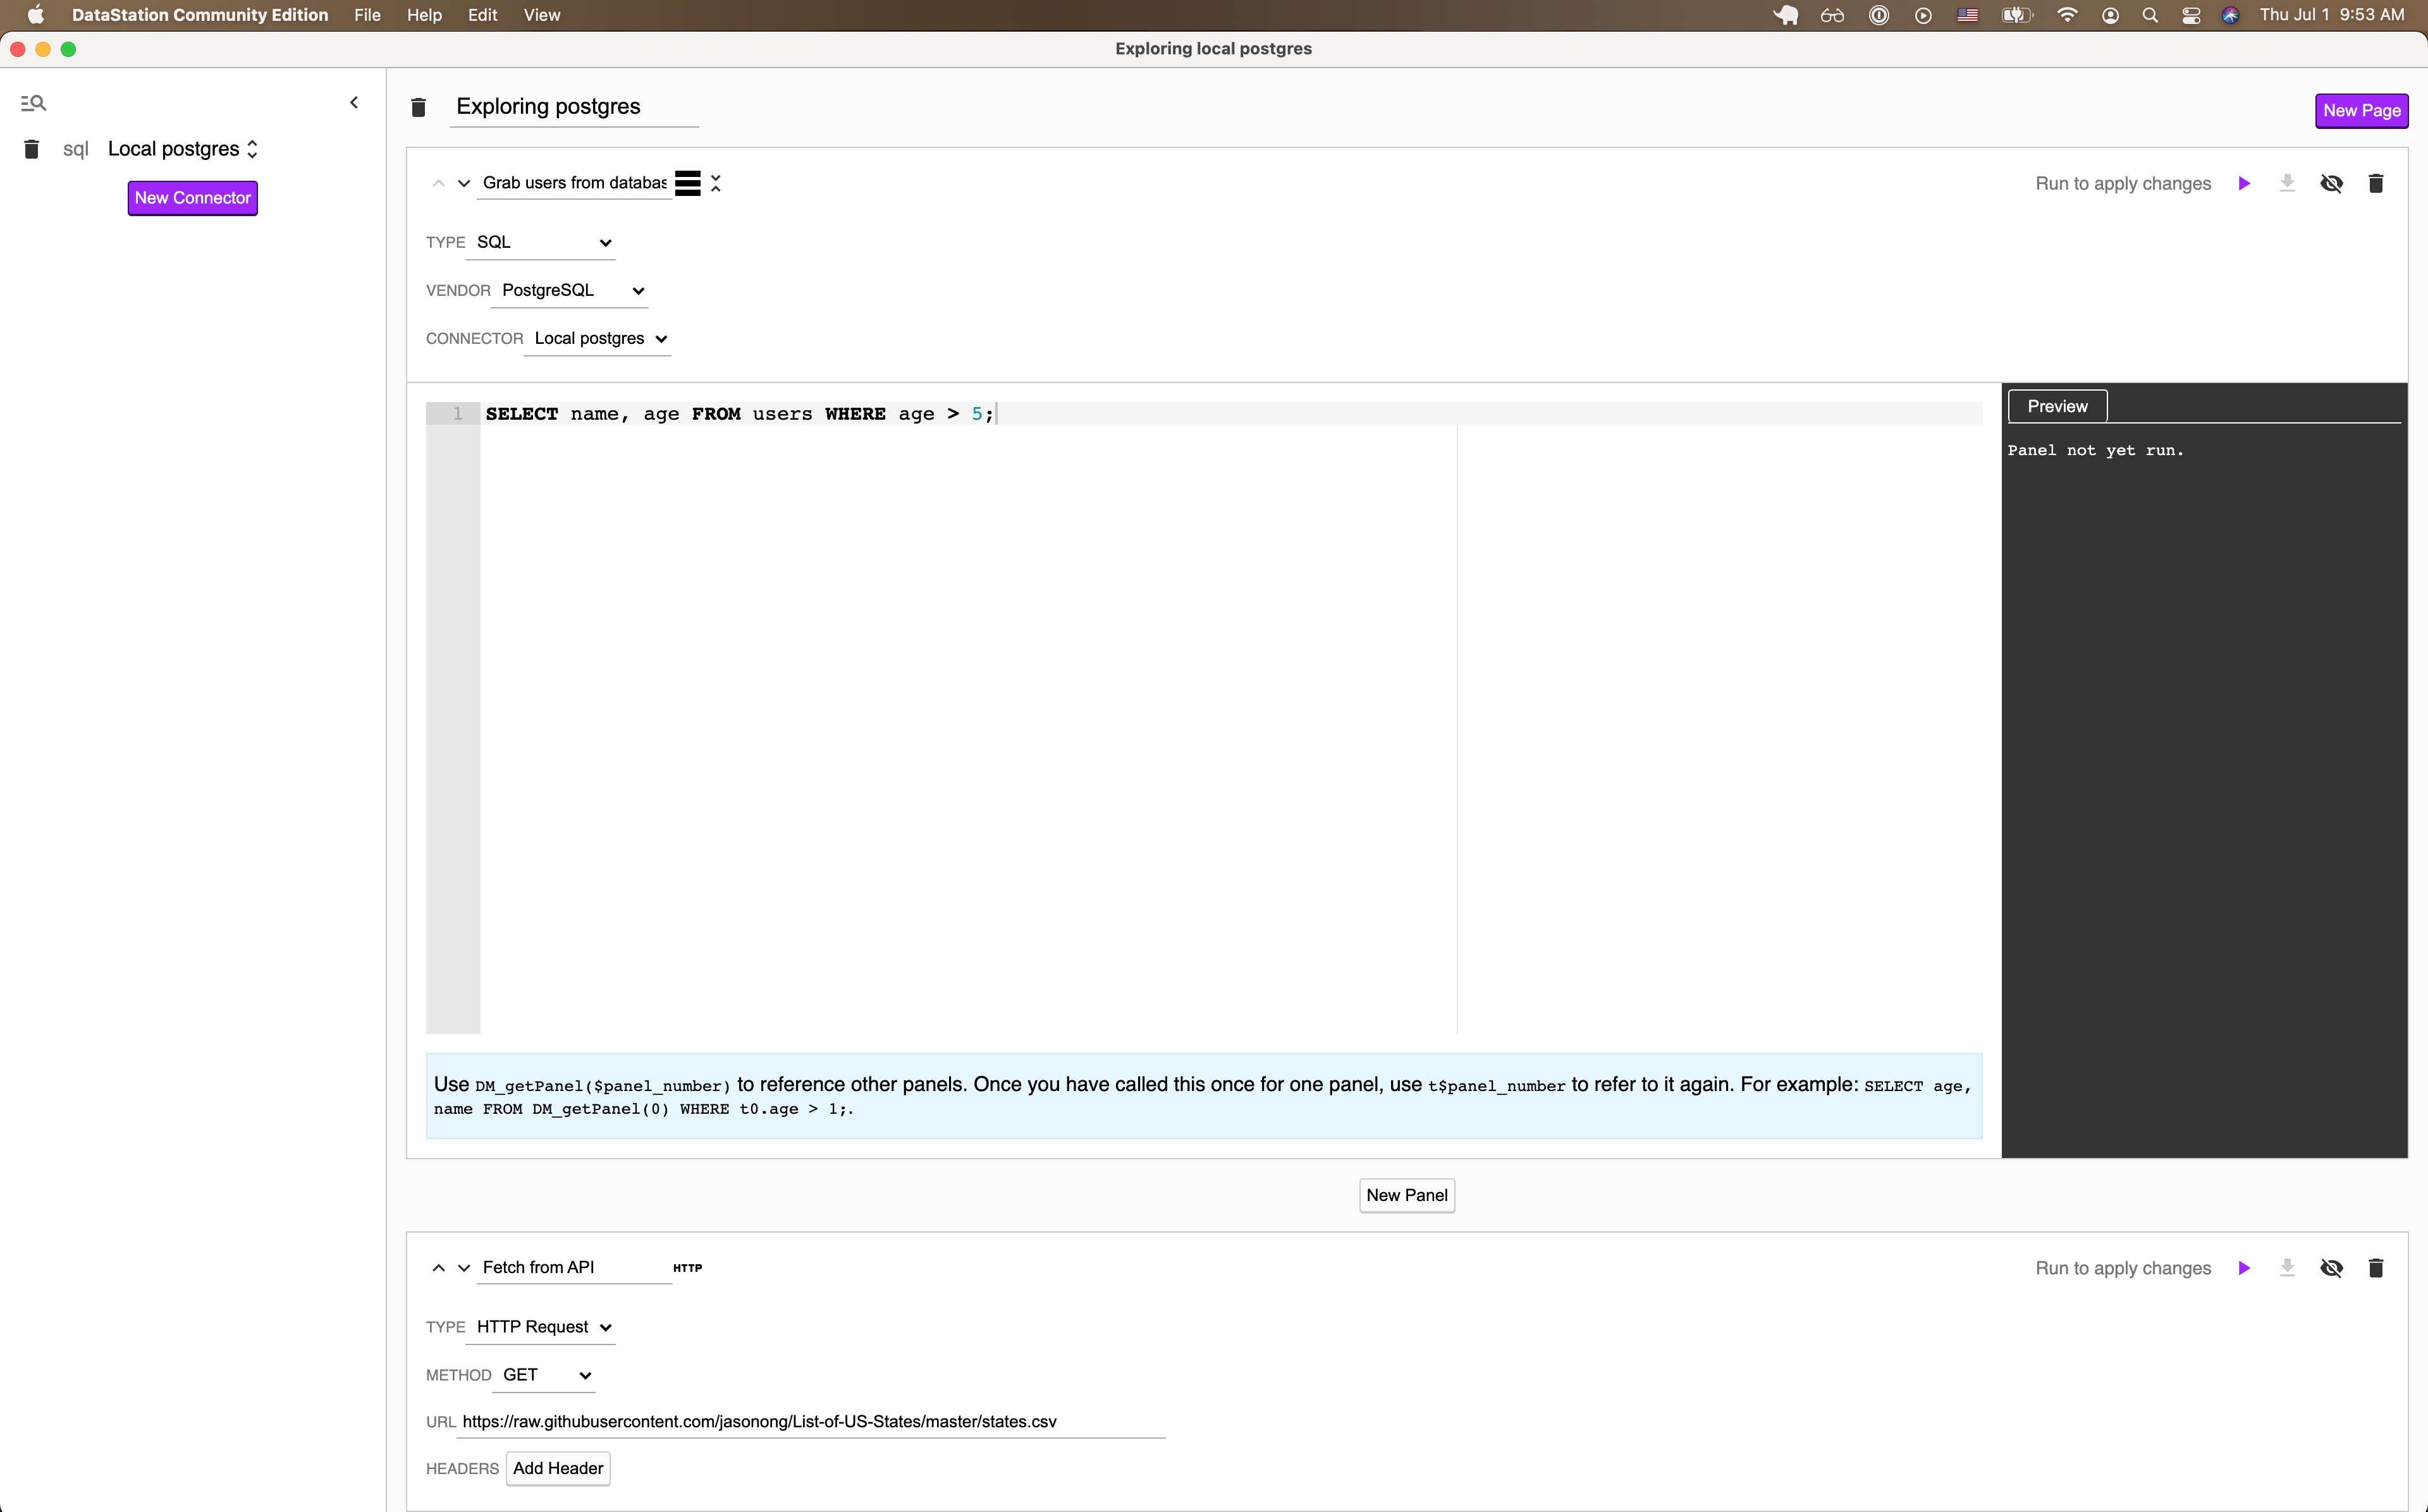 DataStation Community Edition File Help Edit View Thu Jul 1 9:53 AM
Exploring local postgres
Exploring postgres
New Page
sql Local postgres
New Connector
Grab users from databas
Run to apply changes
TYPE SQL
VENDOR PostgreSQL
CONNECTOR Local postgres
1 SELECT name, age FROM users WHERE age > 5;
Preview
Panel not yet run.
Use DM_getPanel($panel_number) to reference other panels. Once you have called this once for one panel, use t$panel_number to refer to it again. For example: SELECT age,
name FROM DM_getPanel(0) WHERE t0.age > 1;.
New Panel
Fetch from API HTTP
Run to apply changes
TYPE HTTP Request
METHOD GET
URL https://raw.githubusercontent.com/jasonong/List-of-US-States/master/states.csv
HEADERS Add Header